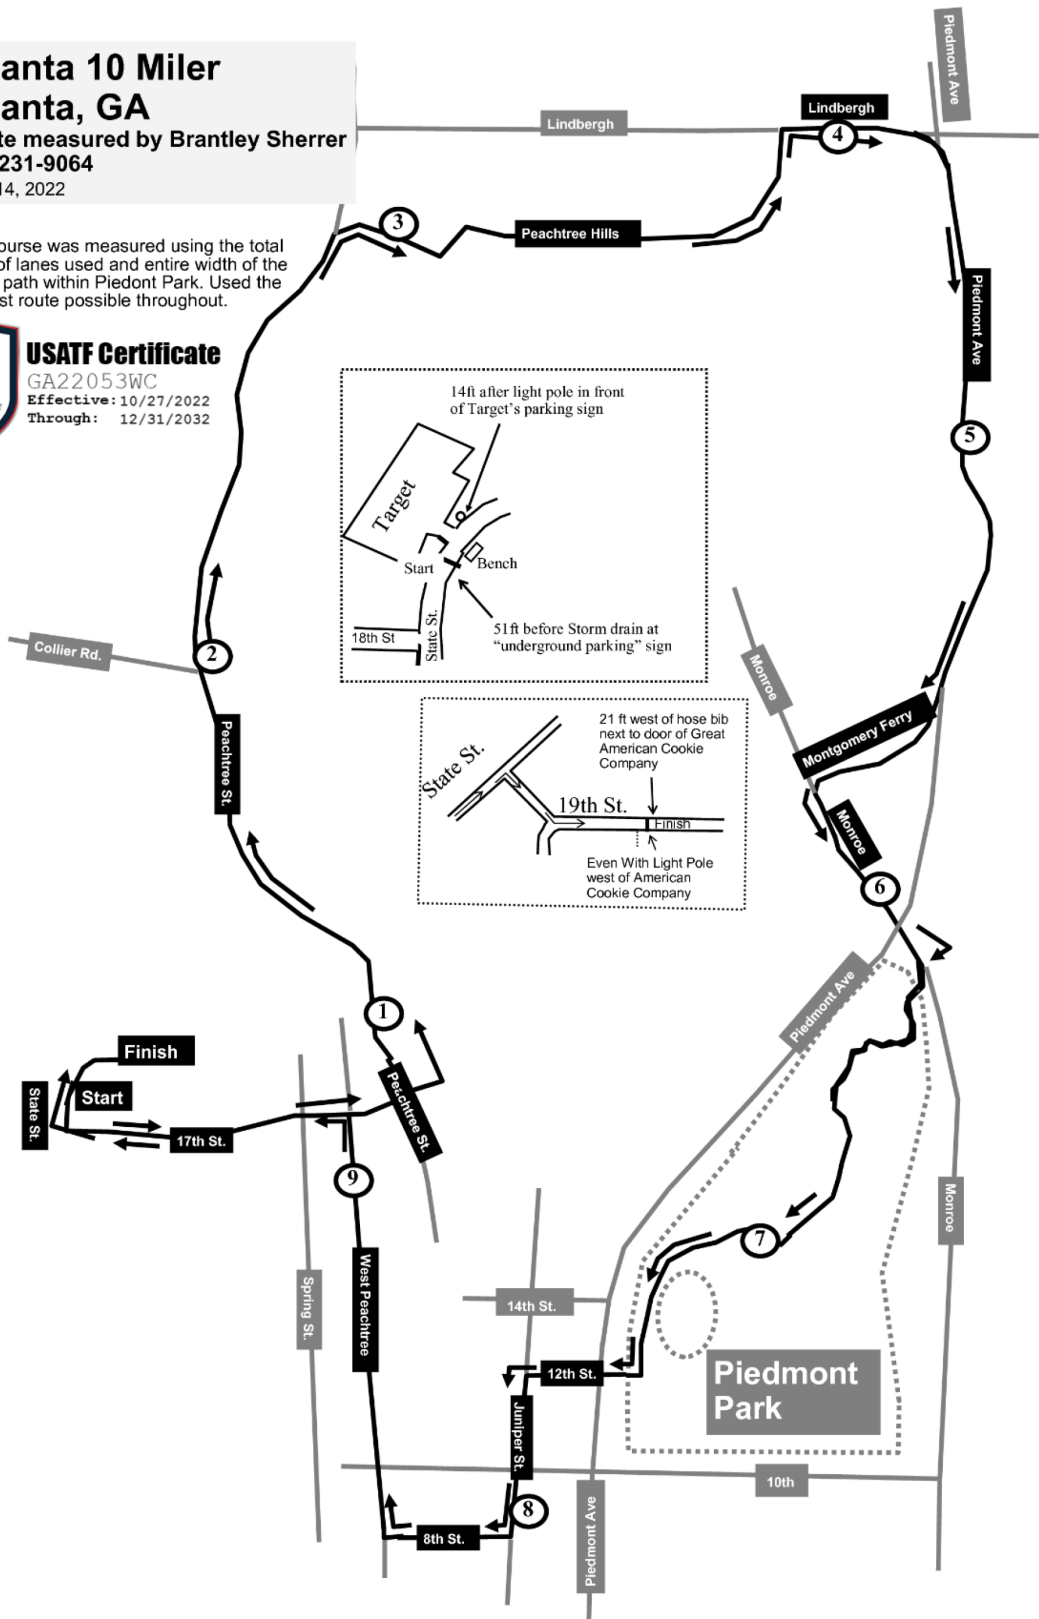 anta 10 Miler
anta, GA
te measured by Brantley Sherrer
231-9064
14, 2022
ourse was measured using the total
of lanes used and entire width of the
path within Piedont Park. Used the
st route possible throughout.
USATF Certificate
GA22053WC
Effective: 10/27/2022
Through: 12/31/2032
Piedmont Ave
Lindbergh
Lindbergh
4
3
Peachtree Hills
Piedmont Ave
5
14ft after light pole in front
of Target's parking sign
Target
Start
Bench
State St.
18th St
51ft before Storm drain at
“underground parking” sign
Collier Rd.
2
Peachtree St.
Monroe
Montgomery Ferry
Monroe
6
State St.
21 ft west of hose bib
next to door of Great
American Cookie
Company
19th St.
Finish
Even With Light Pole
west of American
Cookie Company
Piedmont Ave
1
Finish
Start
State St.
17th St.
Peachtree St.
9
Monroe
7
West Peachtree
Spring St.
14th St.
12th St.
Piedmont
Park
Juniper St.
10th
8
8th St.
Piedmont Ave